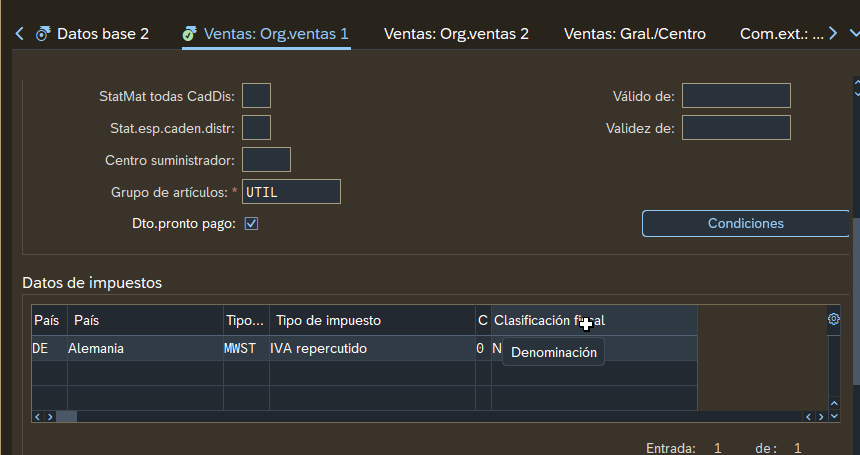 Datos base 2 Ventas: Org.ventas 1 Ventas: Org.ventas 2 Ventas: Gral./Centro Com.ext.: ...
StatMat todas CadDis: Válido de:
Stat.esp.caden.distr: Validez de:
Centro suministrador:
Grupo de artículos: * UTIL
Dto.pronto pago: Condiciones
Datos de impuestos
País País Tipo... Tipo de impuesto C Clasificación fiscal
DE Alemania MWST IVA repercutido 0 N
Denominación
Entrada: 1 de: 1